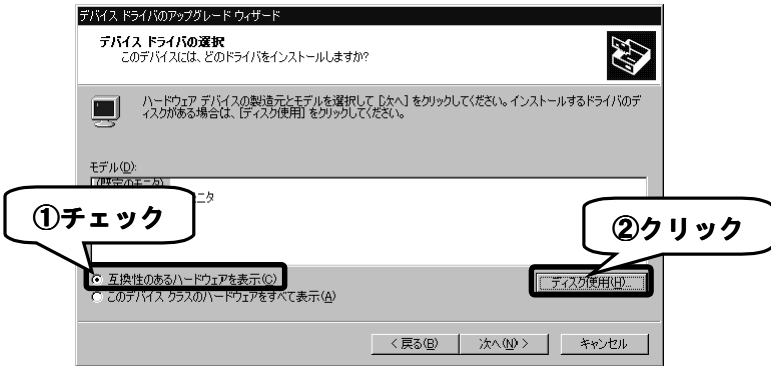 デバイス ドライバのアップグレード ウィザード
デバイス ドライバの選択
このデバイスには、どのドライバをインストールしますか?
ハードウェア デバイスの製造元とモデルを選択して [次へ] をクリックしてください。インストールするドライバのデ
ィスクがある場合は、[ディスク使用] をクリックしてください。
モデル(D):
(既定のモニタ)
ニタ
①チェック
②クリック
互換性のあるハードウェアを表示(C)
ディスク使用(H)...
このデバイス クラスのハードウェアをすべて表示(A)
< 戻る(B)
次へ(N) >
キャンセル